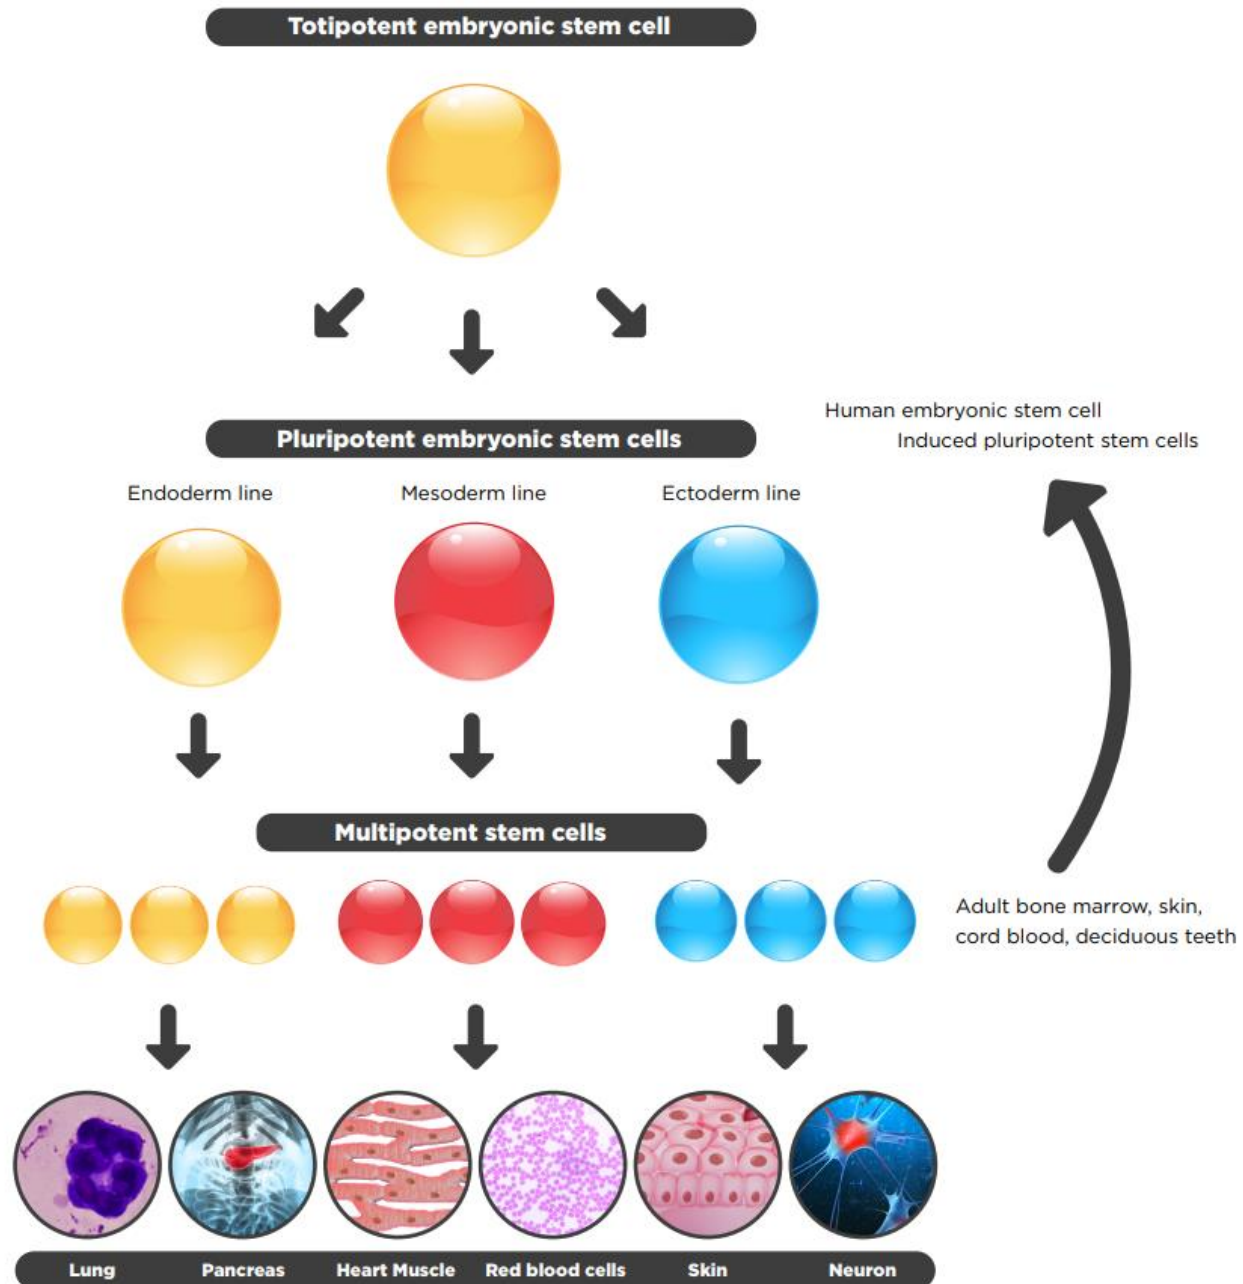 Totipotent embryonic stem cell
Human embryonic stem cell
Induced pluripotent stem cells
Pluripotent embryonic stem cells
Endoderm line
Mesoderm line
Ectoderm line
Multipotent stem cells
Adult bone marrow, skin,
cord blood, deciduous teeth
Lung
Pancreas
Heart Muscle
Red blood cells
Skin
Neuron